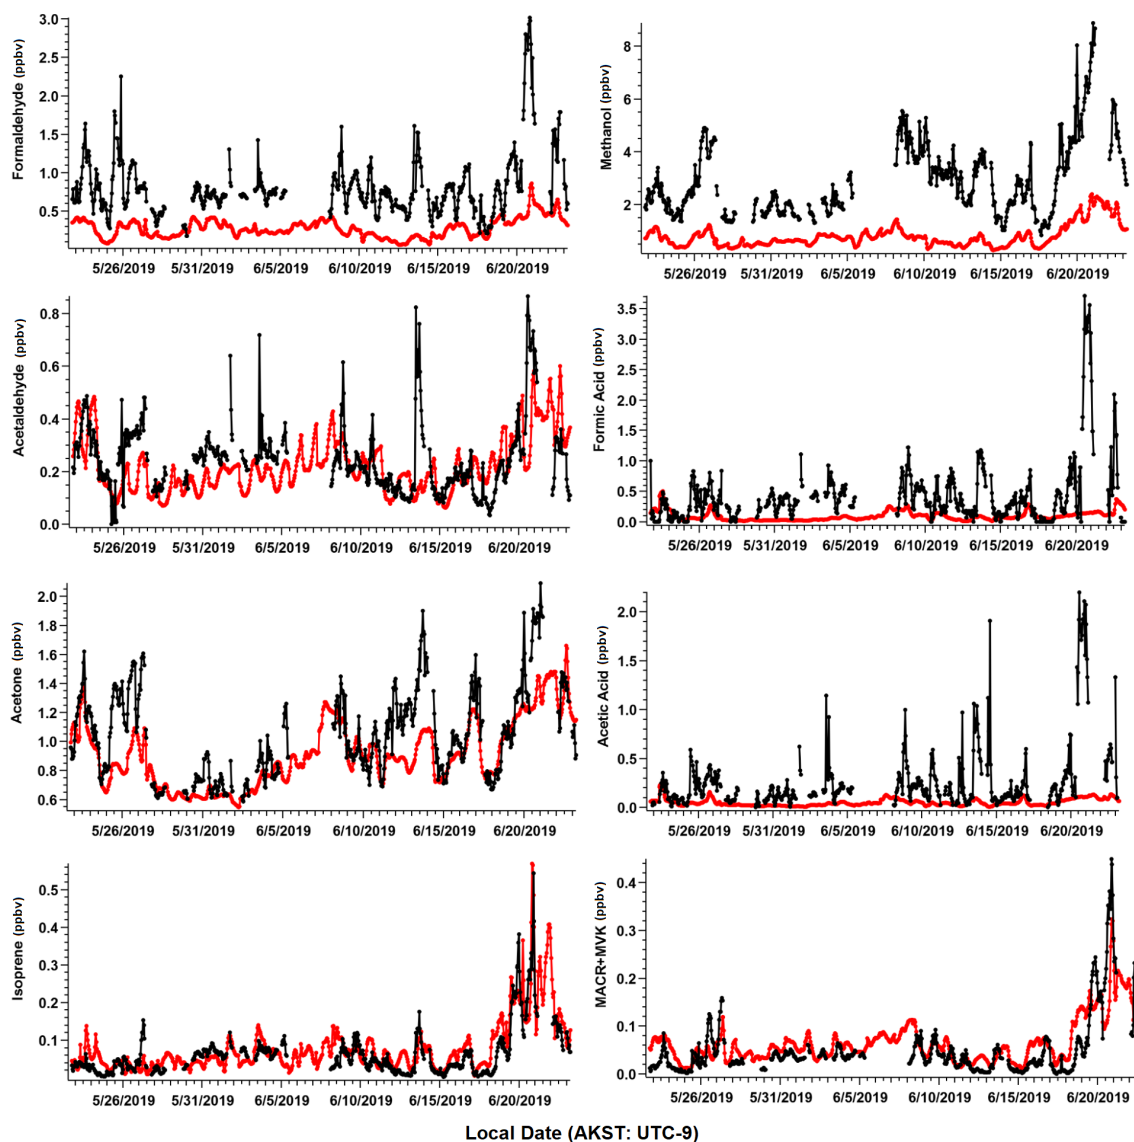 Formaldehyde (ppbv)
3.0
2.5
2.0
1.5
1.0
0.5
5/26/2019 5/31/2019 6/5/2019 6/10/2019 6/15/2019 6/20/2019
Methanol (ppbv)
8
6
4
2
5/26/2019 5/31/2019 6/5/2019 6/10/2019 6/15/2019 6/20/2019
Acetaldehyde (ppbv)
0.8
0.6
0.4
0.2
0.0
5/26/2019 5/31/2019 6/5/2019 6/10/2019 6/15/2019 6/20/2019
Formic Acid (ppbv)
3.5
3.0
2.5
2.0
1.5
1.0
0.5
0.0
5/26/2019 5/31/2019 6/5/2019 6/10/2019 6/15/2019 6/20/2019
Acetone (ppbv)
2.0
1.8
1.6
1.4
1.2
1.0
0.8
0.6
5/26/2019 5/31/2019 6/5/2019 6/10/2019 6/15/2019 6/20/2019
Acetic Acid (ppbv)
2.0
1.5
1.0
0.5
0.0
5/26/2019 5/31/2019 6/5/2019 6/10/2019 6/15/2019 6/20/2019
Isoprene (ppbv)
0.5
0.4
0.3
0.2
0.1
5/26/2019 5/31/2019 6/5/2019 6/10/2019 6/15/2019 6/20/2019
MACR+MVK (ppbv)
0.4
0.3
0.2
0.1
0.0
5/26/2019 5/31/2019 6/5/2019 6/10/2019 6/15/2019 6/20/2019
Local Date (AKST: UTC-9)